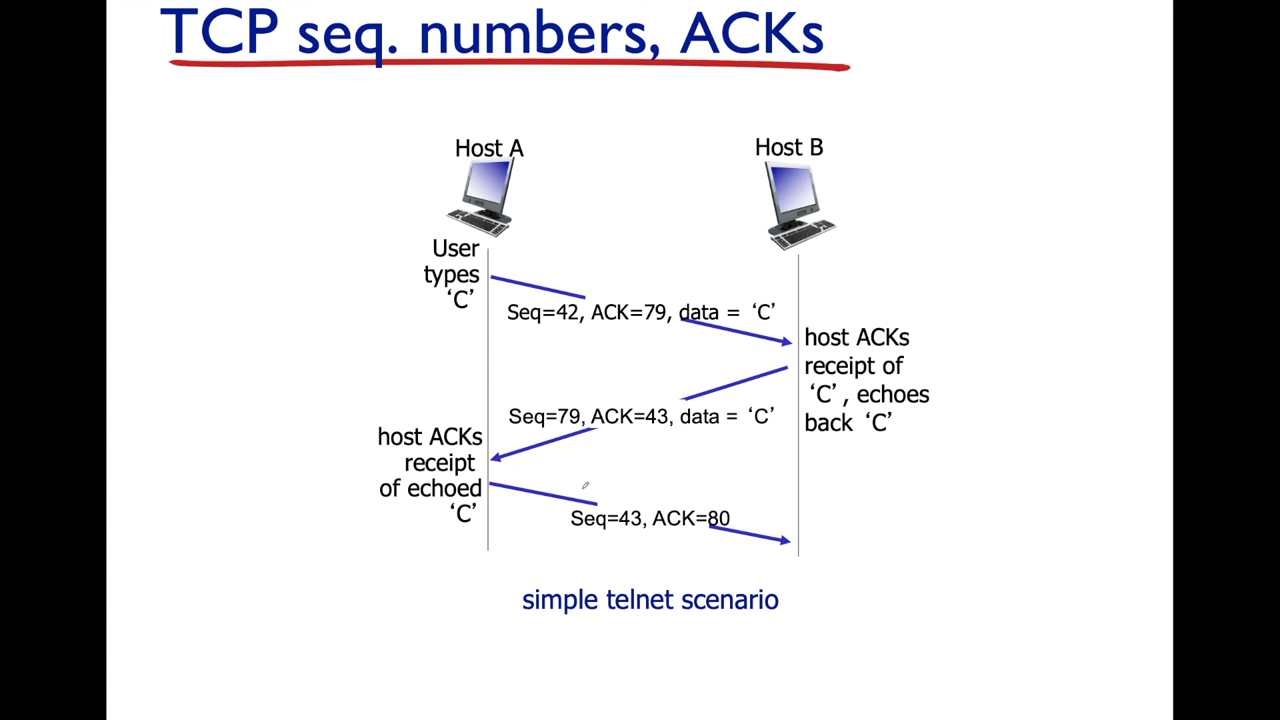 TCP seq. numbers, ACKs
Host A
Host B
User
types
‘C’
Seq=42, ACK=79, data = ‘C’
host ACKs
receipt of
‘C’, echoes
back ‘C’
Seq=79, ACK=43, data = ‘C’
host ACKs
receipt
of echoed
‘C’
Seq=43, ACK=80
simple telnet scenario